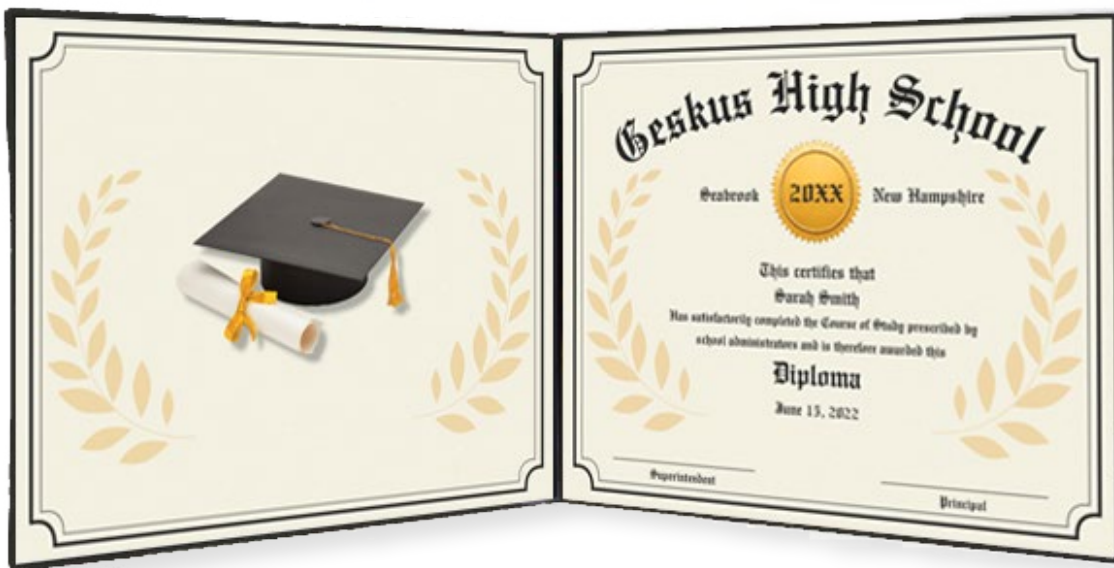 Geskus High School
Seabrook 20XX New Hampshire
This certifies that
Sarah Smith
Has satisfactorily completed the Course of Study prescribed by
school administrators and is therefore awarded this
Diploma
June 15, 2022
Superintendent
Principal